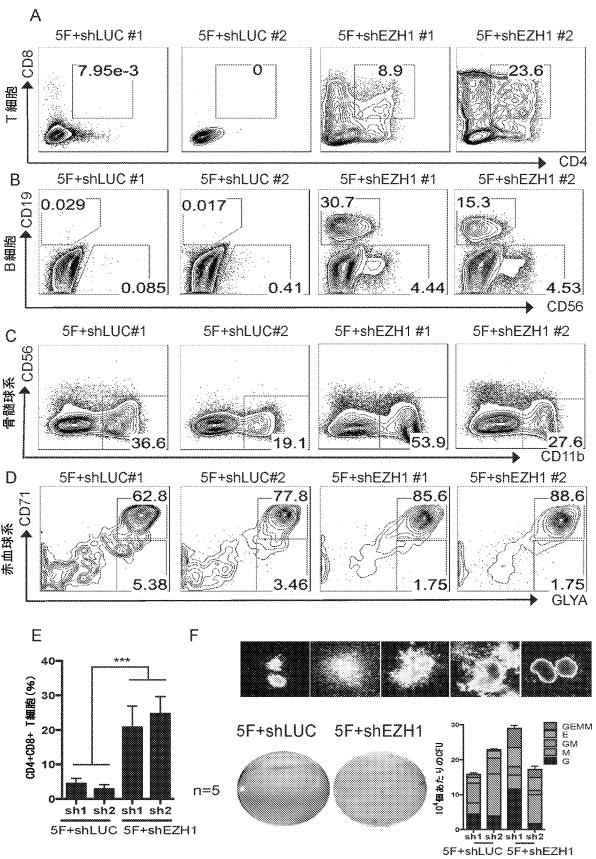 A
5F+shLUC #1 5F+shLUC #2 5F+shEZH1 #1 5F+shEZH1 #2
T 細胞
CD8
7.95e-3 0 8.9 23.6
CD4
B
5F+shLUC #1 5F+shLUC #2 5F+shEZH1 #1 5F+shEZH1 #2
B細胞
CD19
0.029 0.017 30.7 15.3
0.085 0.41 4.44 4.53
CD56
C
5F+shLUC#1 5F+shLUC#2 5F+shEZH1 #1 5F+shEZH1 #2
骨髄球系
CD56
36.6 19.1 53.9 27.6
CD11b
D
5F+shLUC#1 5F+shLUC#2 5F+shEZH1 #1 5F+shEZH1 #2
赤血球系
CD71
62.8 77.8 85.6 88.6
5.38 3.46 1.75 1.75
GLYA
E
CD4+CD8+ T細胞(%)
40
30
20
10
0
***
sh1 sh2 sh1 sh2
5F+shLUC 5F+shEZH1
F
5F+shLUC 5F+shEZH1
n=5
10⁴個あたりのCFU
30
20
10
0
GEMM
E
GM
M
G
sh1 sh2 sh1 sh2
5F+shLUC 5F+shEZH1